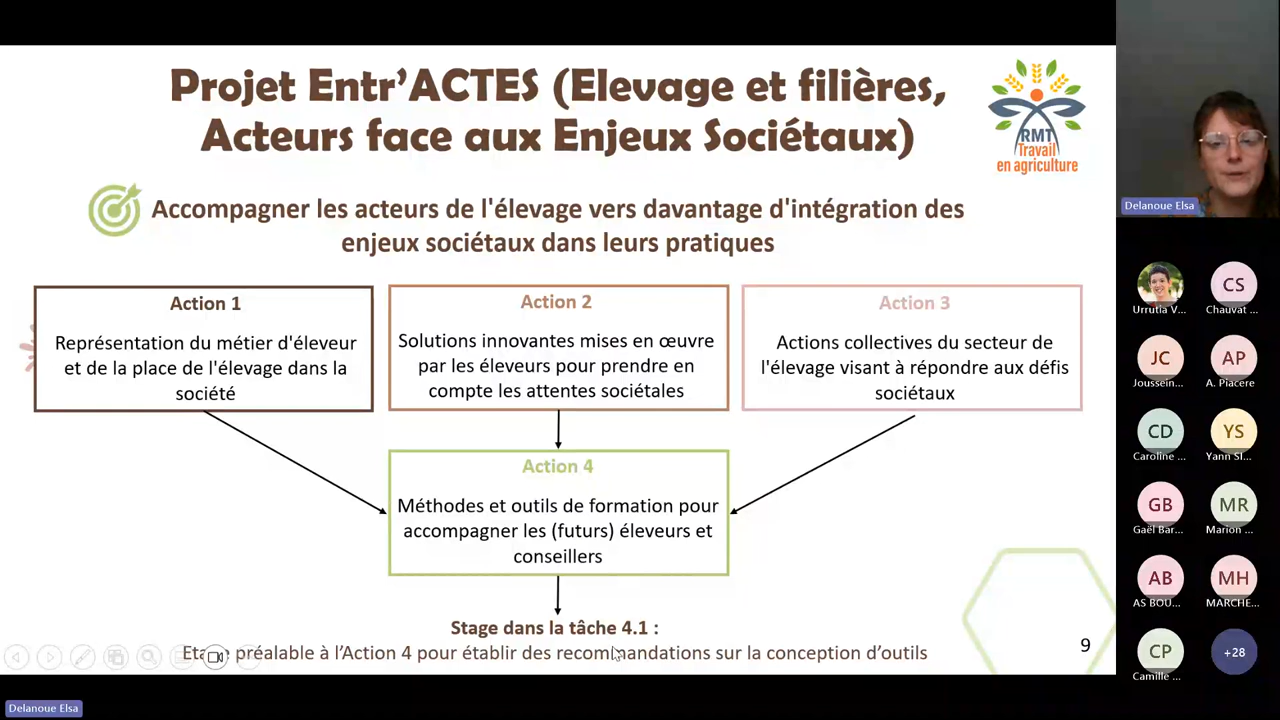 Projet Entr'ACTES (Elevage et filières,
Acteurs face aux Enjeux Sociétaux)
RMT
Travail
en agriculture
Accompagner les acteurs de l'élevage vers davantage d'intégration des
enjeux sociétaux dans leurs pratiques
Action 1
Représentation du métier d'éleveur
et de la place de l'élevage dans la
société
Action 2
Solutions innovantes mises en œuvre
par les éleveurs pour prendre en
compte les attentes sociétales
Action 3
Actions collectives du secteur de
l'élevage visant à répondre aux défis
sociétaux
Action 4
Méthodes et outils de formation pour
accompagner les (futurs) éleveurs et
conseillers
Stage dans la tâche 4.1 :
préalable à l'Action 4 pour établir des recommandations sur la conception d'outils
9
Delanoue Elsa
Urrutia V...
CS
Chauvat ...
JC
Joussein...
AP
A. Piacere
CD
Caroline ...
YS
Yann Sl...
GB
Gaël Bar...
MR
Marion ...
AB
AS BOU...
MH
MARCHE...
CP
Camille ...
+28
Delanoue Elsa